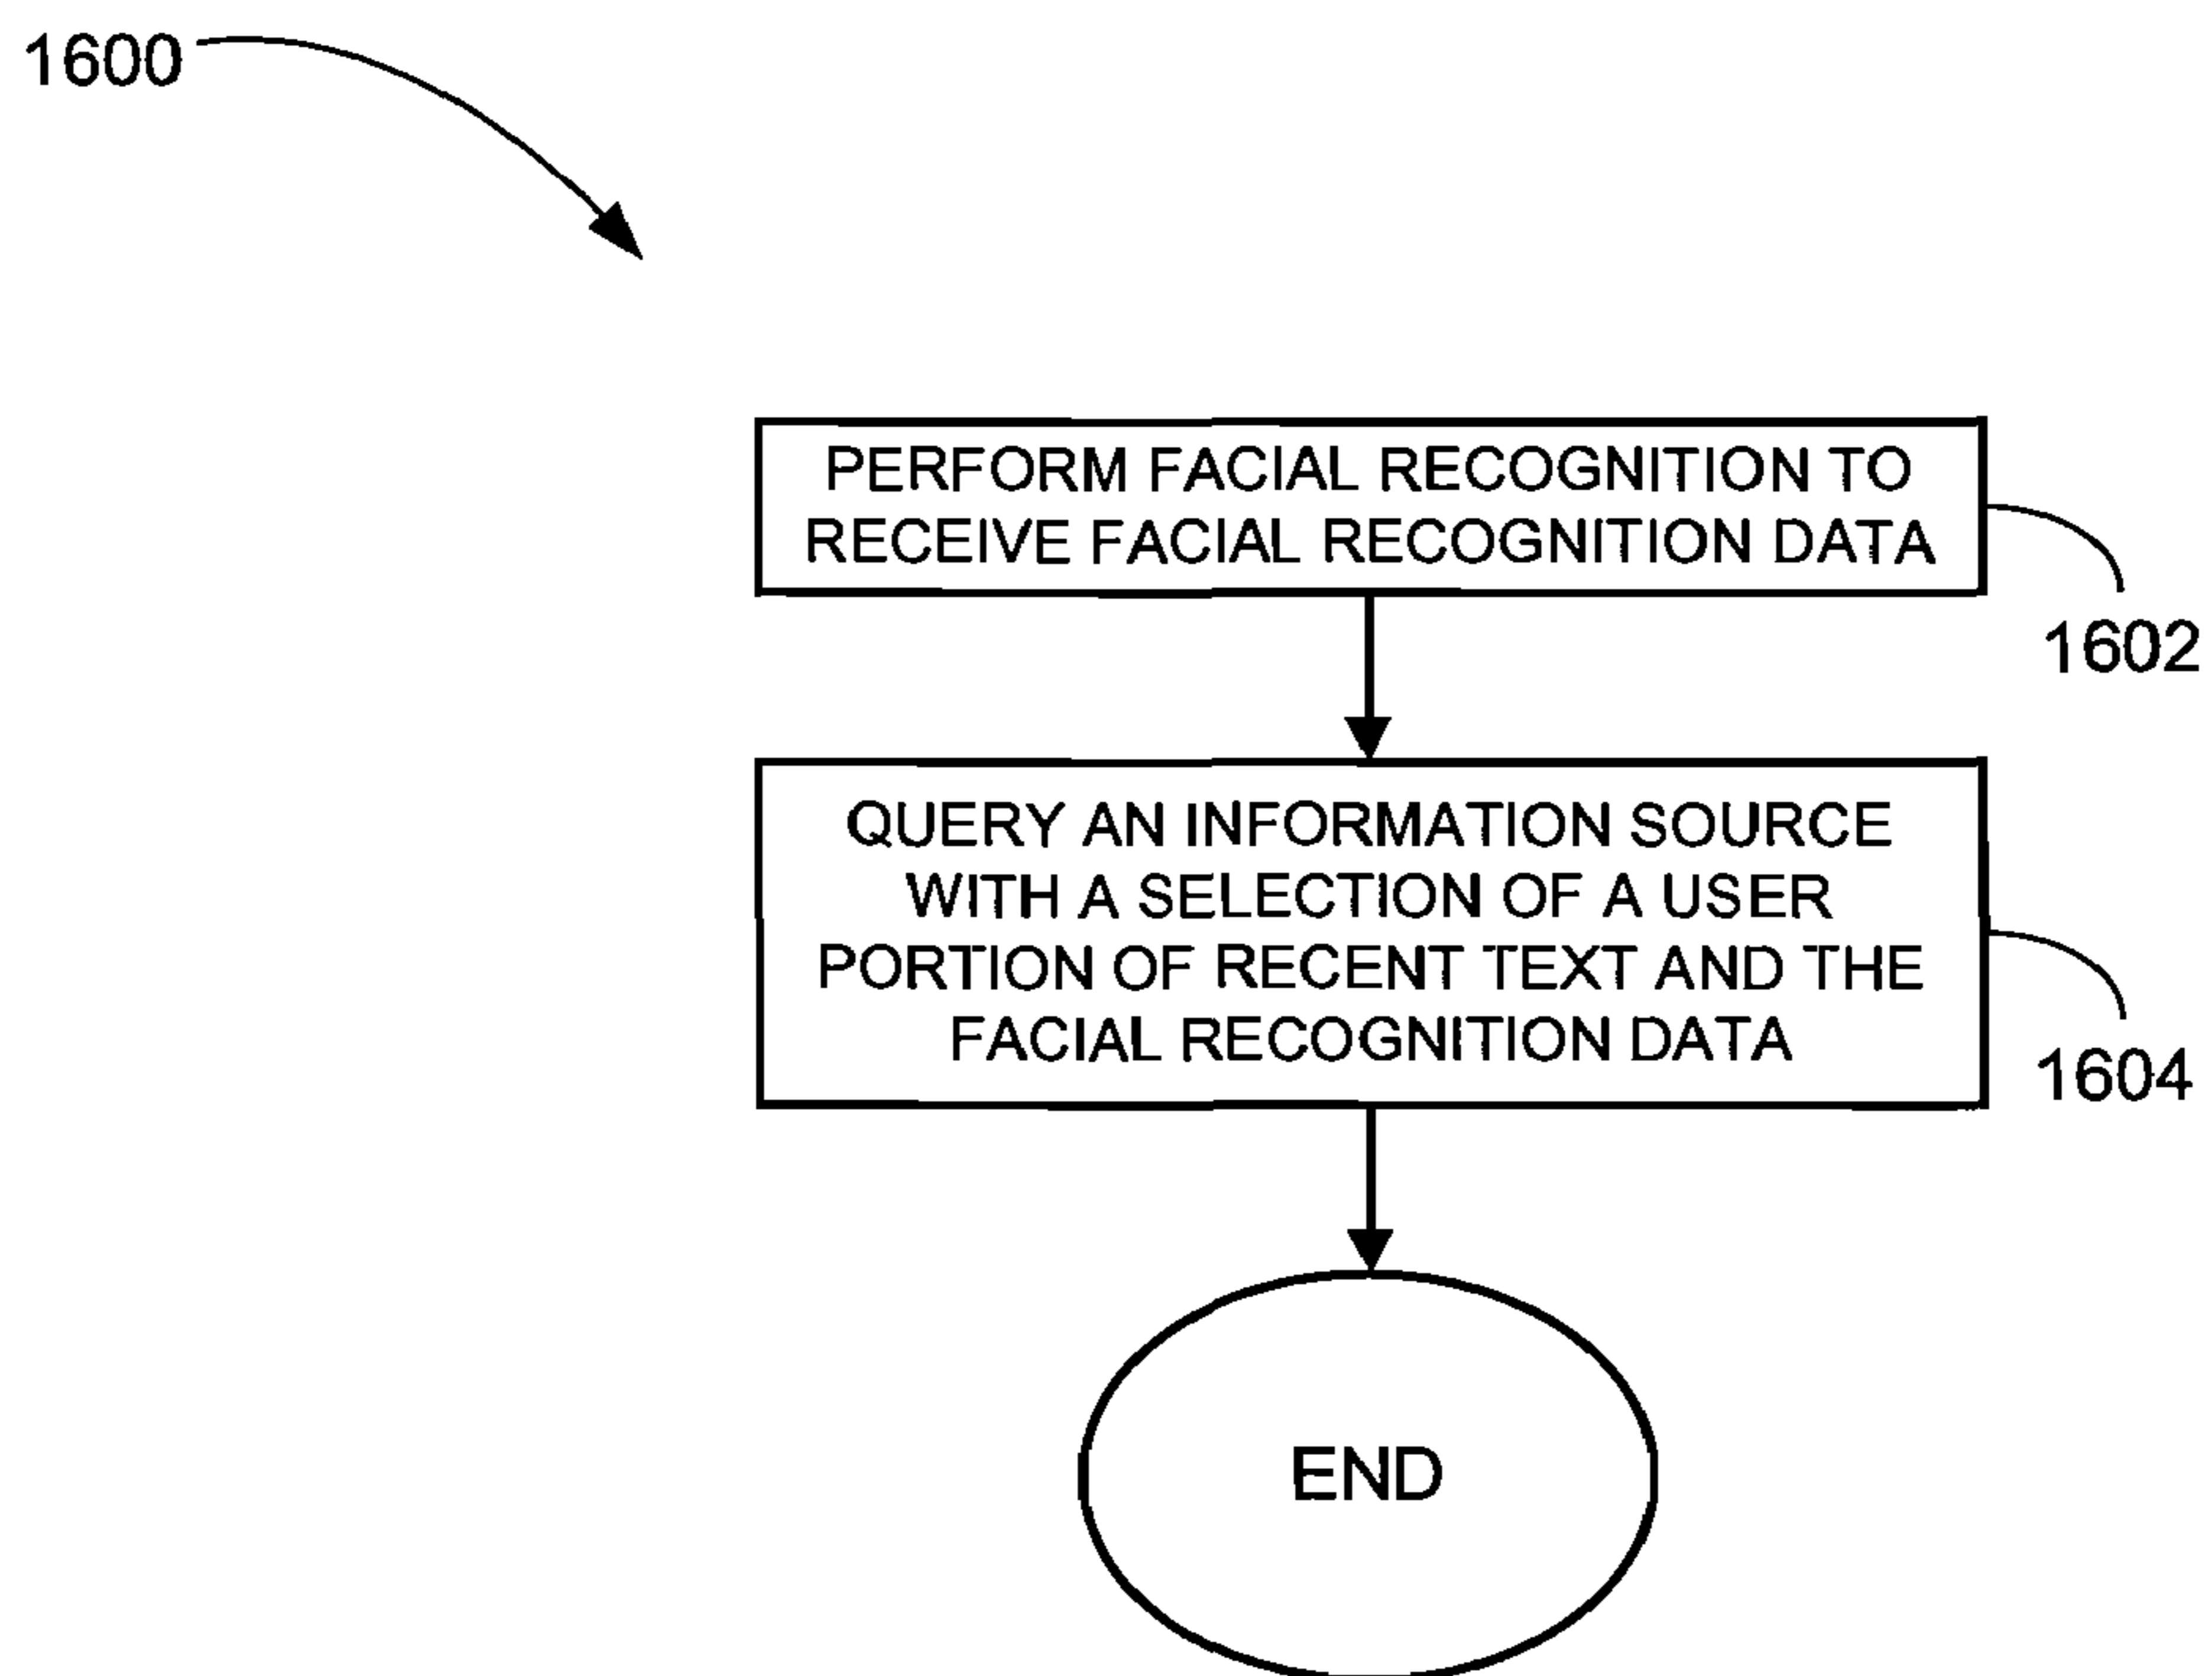 1600
PERFORM FACIAL RECOGNITION TO
RECEIVE FACIAL RECOGNITION DATA
1602
QUERY AN INFORMATION SOURCE
WITH A SELECTION OF A USER
PORTION OF RECENT TEXT AND THE
FACIAL RECOGNITION DATA
1604
END